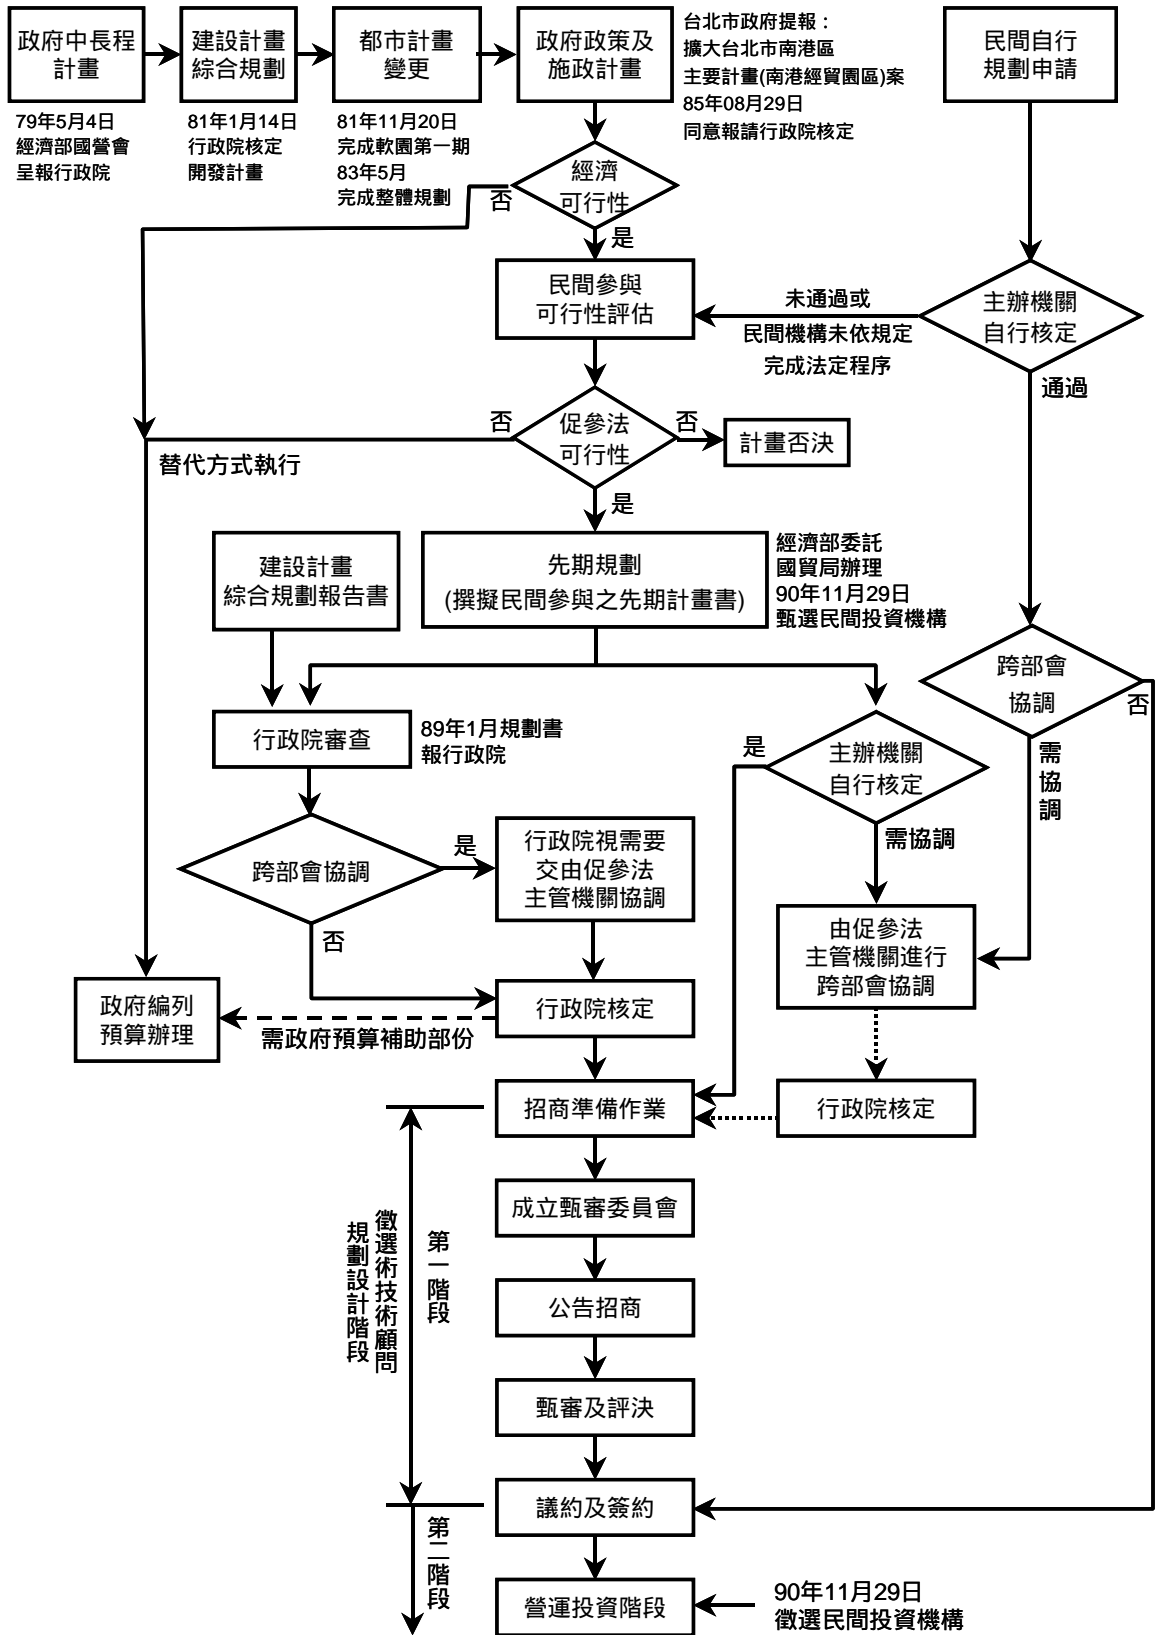 政府中長程
計畫
建設計畫
綜合規劃
都市計畫
變更
政府政策及
施政計畫
台北市政府提報：
擴大台北市南港區
主要計畫(南港經貿園區)案
85年08月29日
同意報請行政院核定
民間自行
規劃申請
79年5月4日
經濟部國營會
呈報行政院
81年1月14日
行政院核定
開發計畫
81年11月20日
完成軟園第一期
83年5月
完成整體規劃
經濟
可行性
否
是
民間參與
可行性評估
未通過或
民間機構未依規定
完成法定程序
主辦機關
自行核定
通過
否
促參法
可行性
否
計畫否決
替代方式執行
是
建設計畫
綜合規劃報告書
先期規劃
(撰擬民間參與之先期計畫書)
經濟部委託
國貿局辦理
90年11月29日
甄選民間投資機構
跨部會
協調
否
需協調
行政院審查
89年1月規劃書
報行政院
是
主辦機關
自行核定
需協調
跨部會協調
是
否
行政院視需要
交由促參法
主管機關協調
由促參法
主管機關進行
跨部會協調
政府編列
預算辦理
需政府預算補助部份
行政院核定
招商準備作業
行政院核定
成立甄審委員會
徵選術技術顧問
規劃設計階段
第一階段
公告招商
甄審及評決
議約及簽約
第二階段
營運投資階段
90年11月29日
徵選民間投資機構